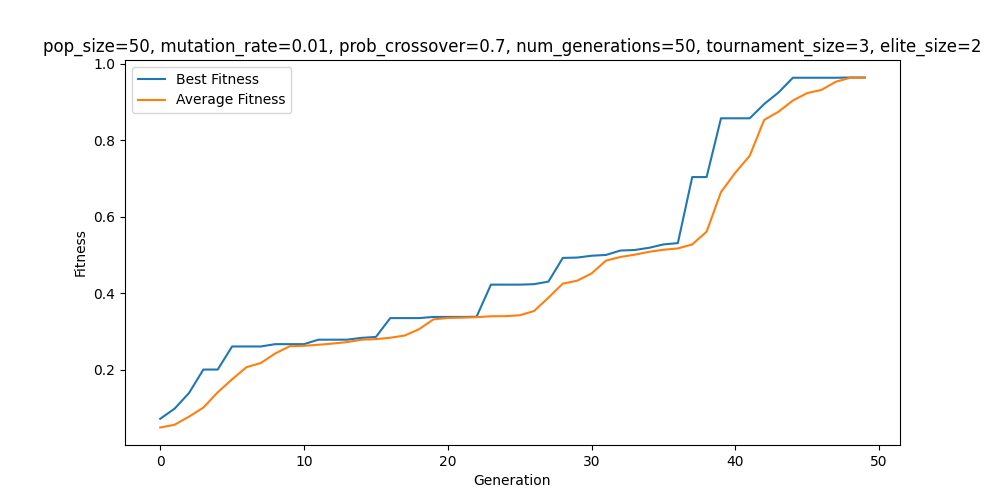 pop_size=50, mutation_rate=0.01, prob_crossover=0.7, num_generations=50, tournament_size=3, elite_size=2
Best Fitness
Average Fitness
1.0
0.8
0.6
0.4
0.2
Fitness
0 10 20 30 40 50
Generation